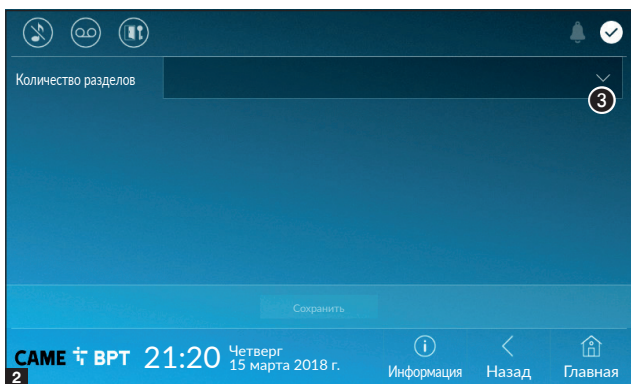 Количество разделов
3
Сохранить
CAME BPT 21:20 Четверг
15 марта 2018 г.
Информация Назад Главная
2